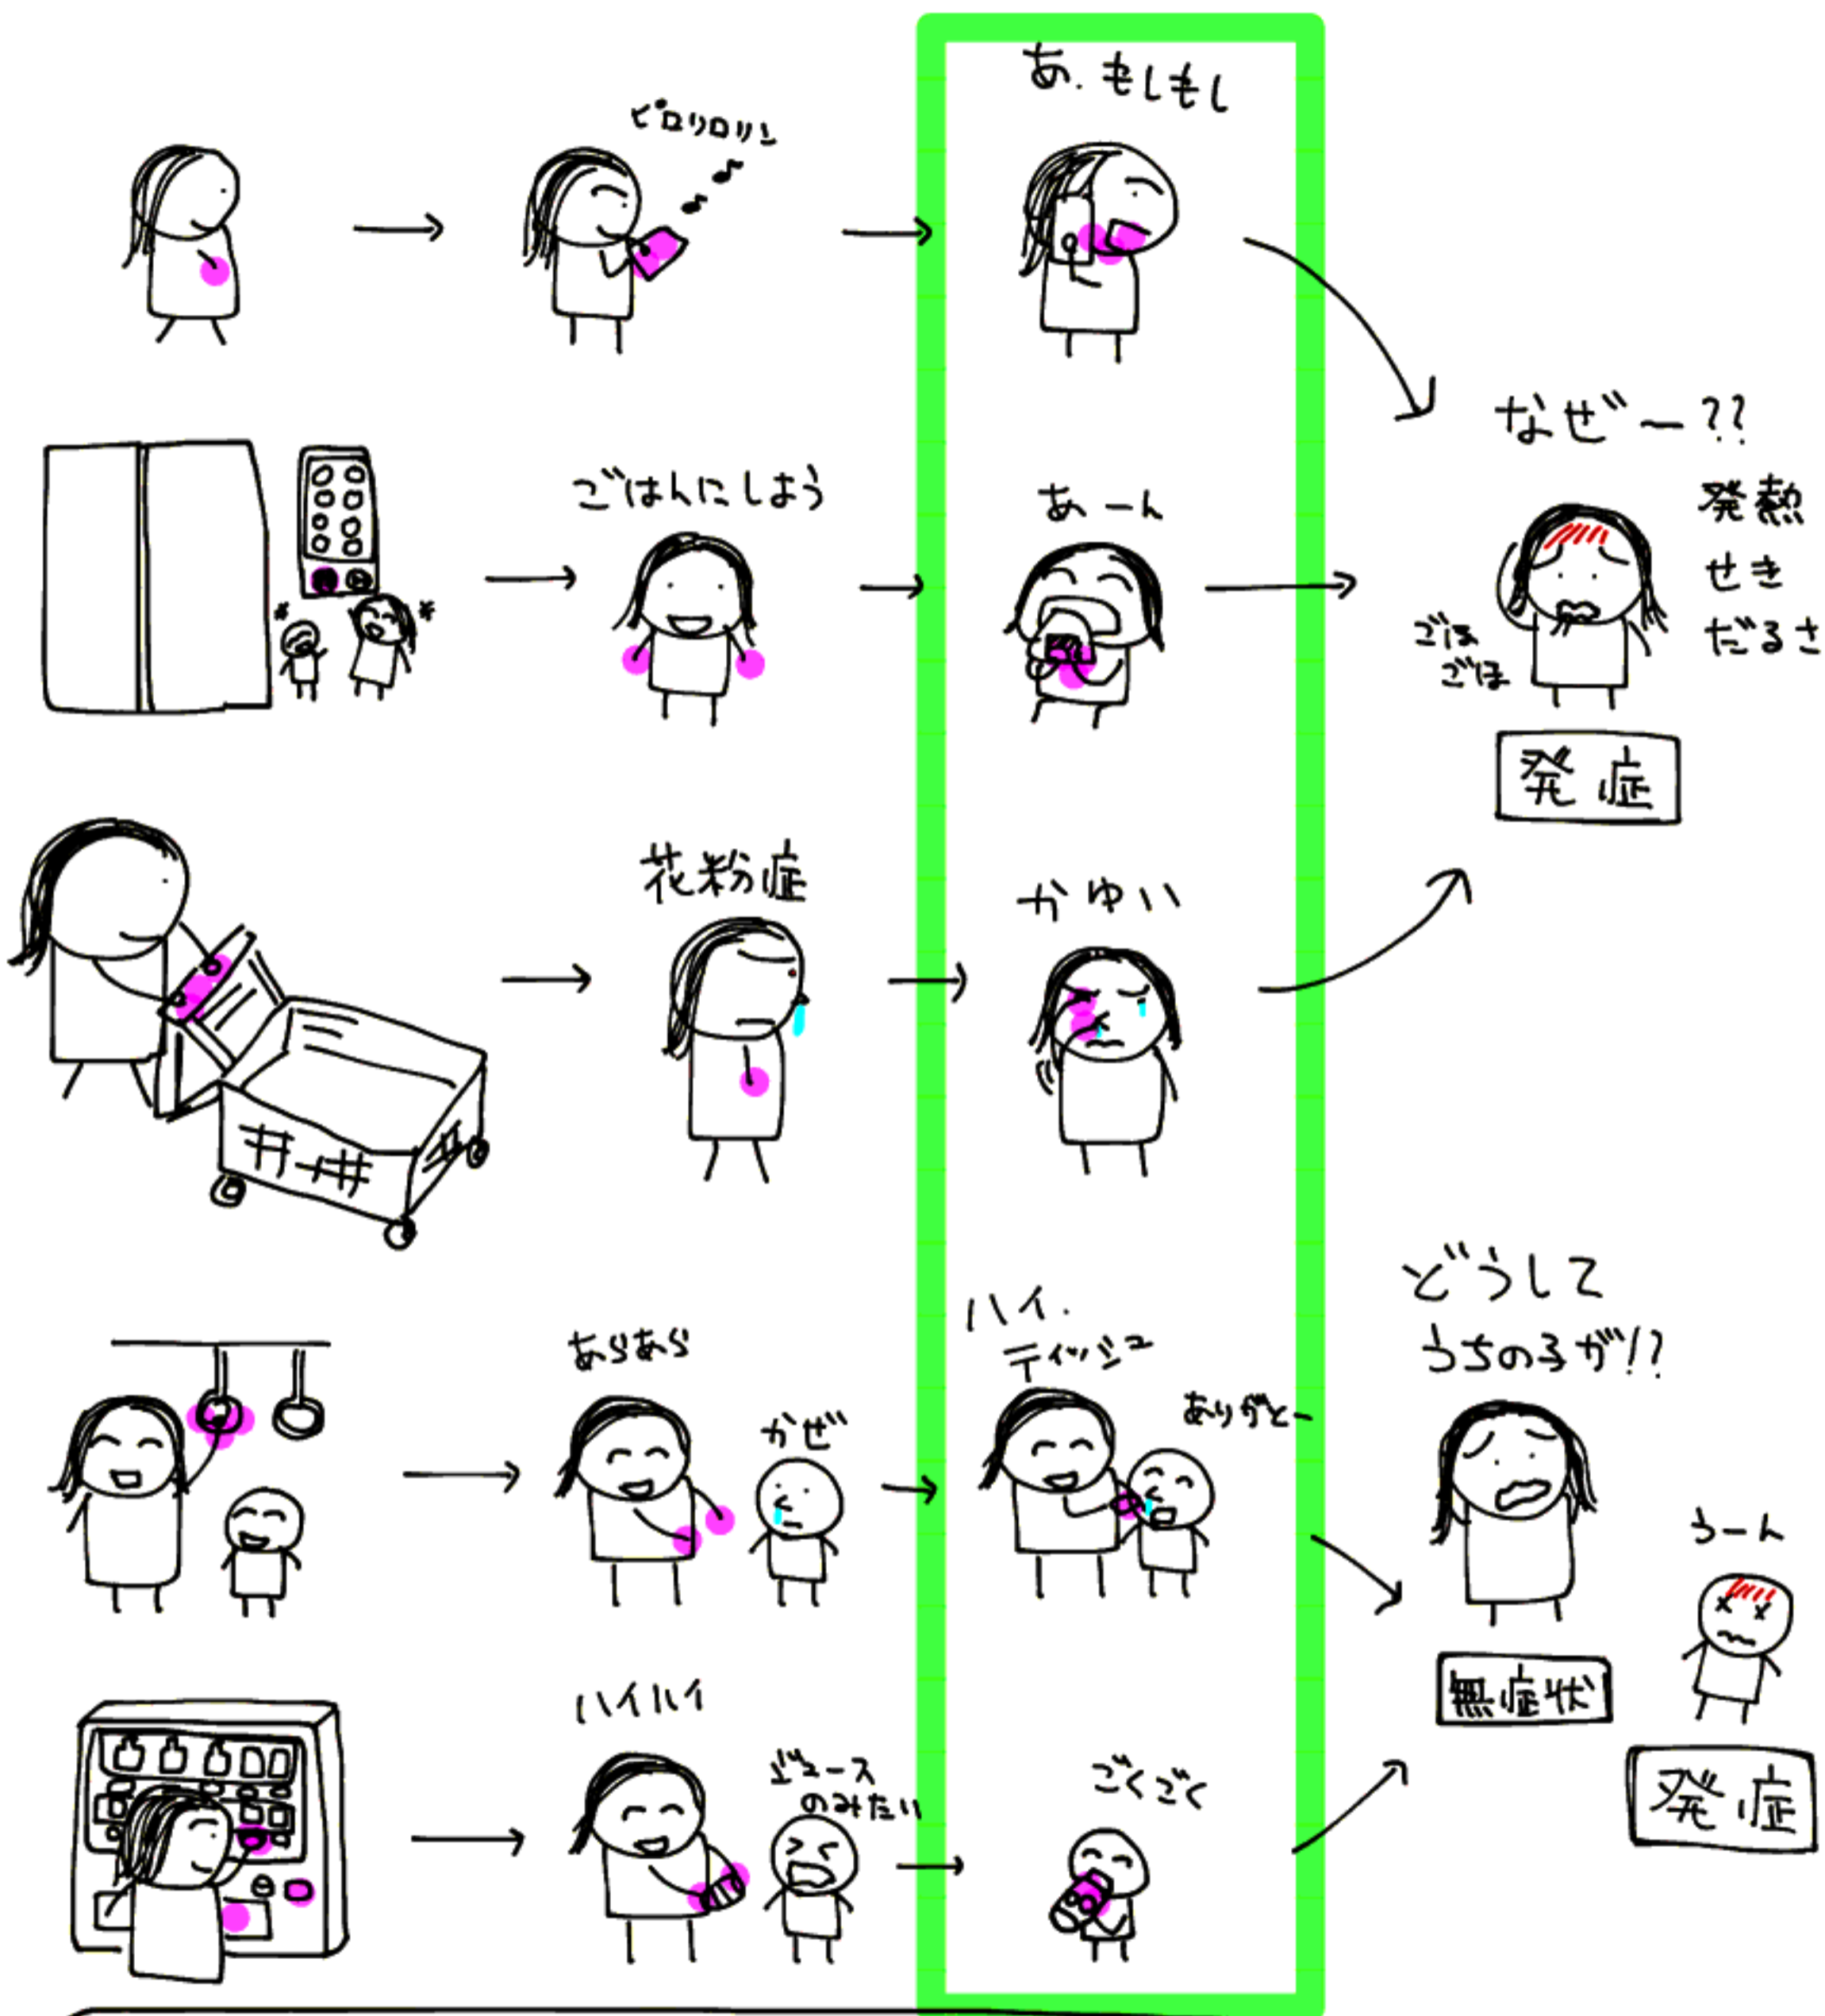 ピロリロリン
あ.もしもし
ごはんにしよう
あーん
なぜ〜??
発熱
せき
だるさ
ごほ
ごほ
発症
花粉症
かゆい
あらあら
かぜ
ハイ.
ティッシュ
ありがとー
どうして
うちの子が!?
うーん
無症状
発症
ハイハイ
ジュース
のみたい
ごくごく